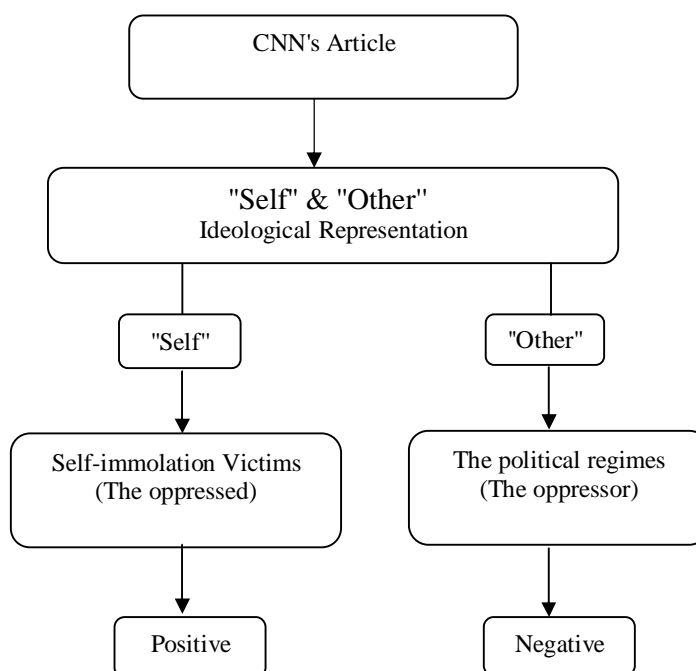 CNN's Article
"Self" & "Other"
Ideological Representation
"Self"
"Other"
Self-immolation Victims
(The oppressed)
The political regimes
(The oppressor)
Positive
Negative